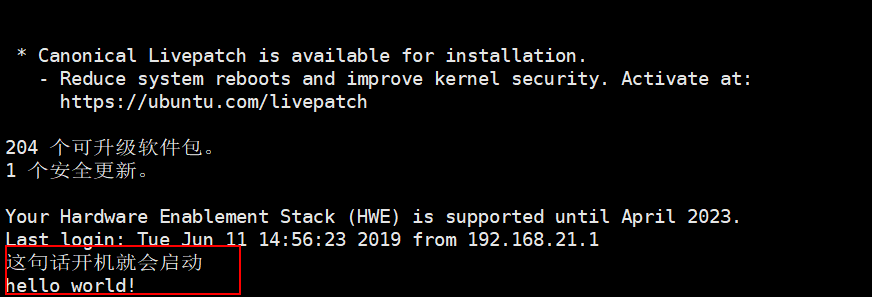 * Canonical Livepatch is available for installation.
- Reduce system reboots and improve kernel security. Activate at:
https://ubuntu.com/livepatch
204 个可升级软件包。
1 个安全更新。
Your Hardware Enablement Stack (HWE) is supported until April 2023.
Last login: Tue Jun 11 14:56:23 2019 from 192.168.21.1
这句话开机就会启动
hello world!